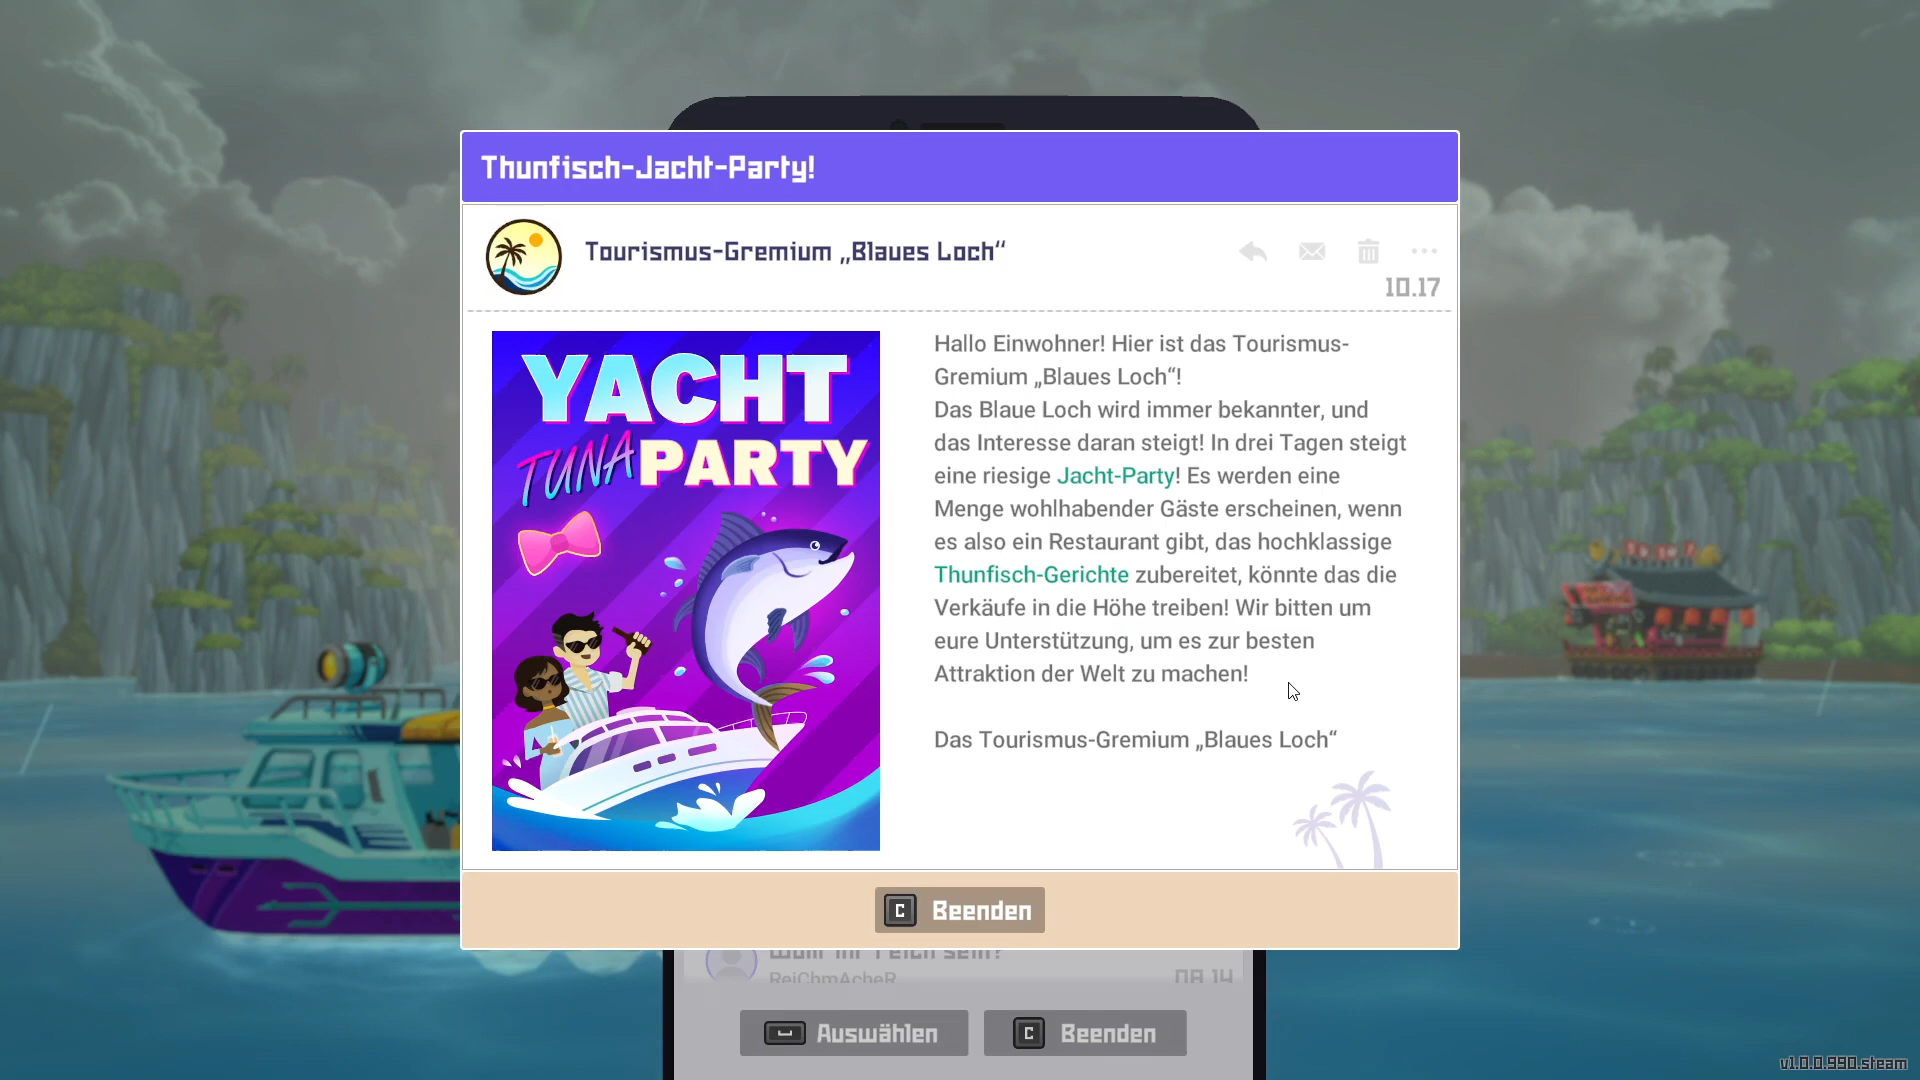 Thunfisch-Jacht-Party!
Tourismus-Gremium „Blaues Loch“
10.17
YACHT
TUNA PARTY
Hallo Einwohner! Hier ist das Tourismus-
Gremium „Blaues Loch“!
Das Blaue Loch wird immer bekannter, und
das Interesse daran steigt! In drei Tagen steigt
eine riesige Jacht-Party! Es werden eine
Menge wohlhabender Gäste erscheinen, wenn
es also ein Restaurant gibt, das hochklassige
Thunfisch-Gerichte zubereitet, könnte das die
Verkäufe in die Höhe treiben! Wir bitten um
eure Unterstützung, um es zur besten
Attraktion der Welt zu machen!
Das Tourismus-Gremium „Blaues Loch“
C Beenden
ReiChmAcheR
08.14
Auswählen
C Beenden
v1.0.0.990.steam